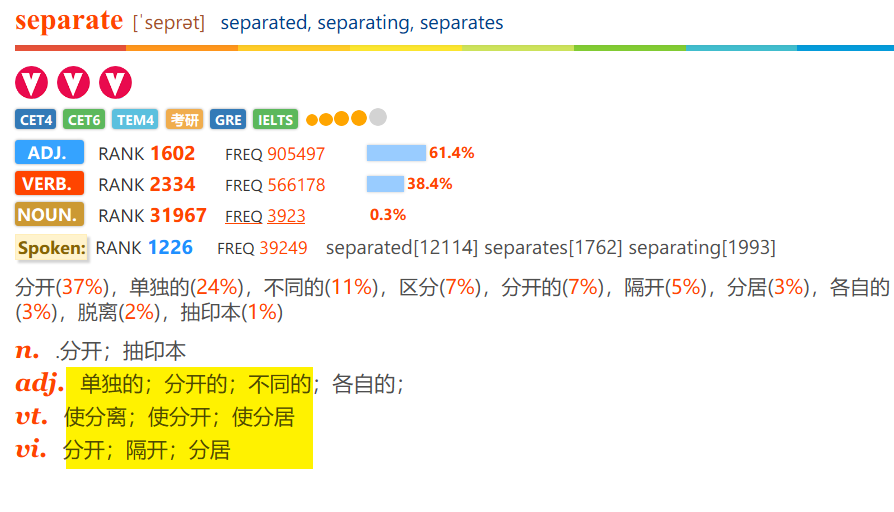 separate [ˈseprət] separated, separating, separates
CET4 CET6 TEM4 考研 GRE IELTS
ADJ. RANK 1602 FREQ 905497 61.4%
VERB. RANK 2334 FREQ 566178 38.4%
NOUN. RANK 31967 FREQ 3923 0.3%
Spoken: RANK 1226 FREQ 39249 separated[12114] separates[1762] separating[1993]
分开(37%)，单独的(24%)，不同的(11%)，区分(7%)，分开的(7%)，隔开(5%)，分居(3%)，各自的
(3%)，脱离(2%)，抽印本(1%)
n. .分开；抽印本
adj. 单独的；分开的；不同的；各自的；
vt. 使分离；使分开；使分居
vi. 分开；隔开；分居